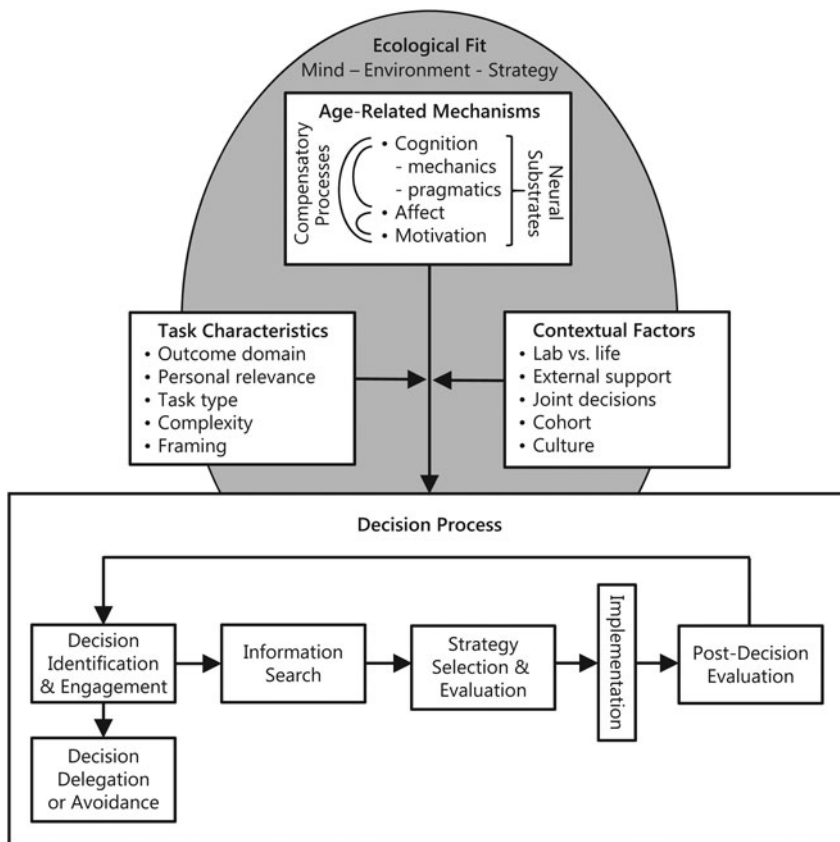 Ecological Fit
Mind – Environment - Strategy
Age-Related Mechanisms
Compensatory
Processes
• Cognition
- mechanics
- pragmatics
• Affect
• Motivation
Neural
Substrates
Task Characteristics
• Outcome domain
• Personal relevance
• Task type
• Complexity
• Framing
Contextual Factors
• Lab vs. life
• External support
• Joint decisions
• Cohort
• Culture
Decision Process
Decision
Identification
& Engagement
Information
Search
Strategy
Selection &
Evaluation
Implementation
Post-Decision
Evaluation
Decision
Delegation
or Avoidance